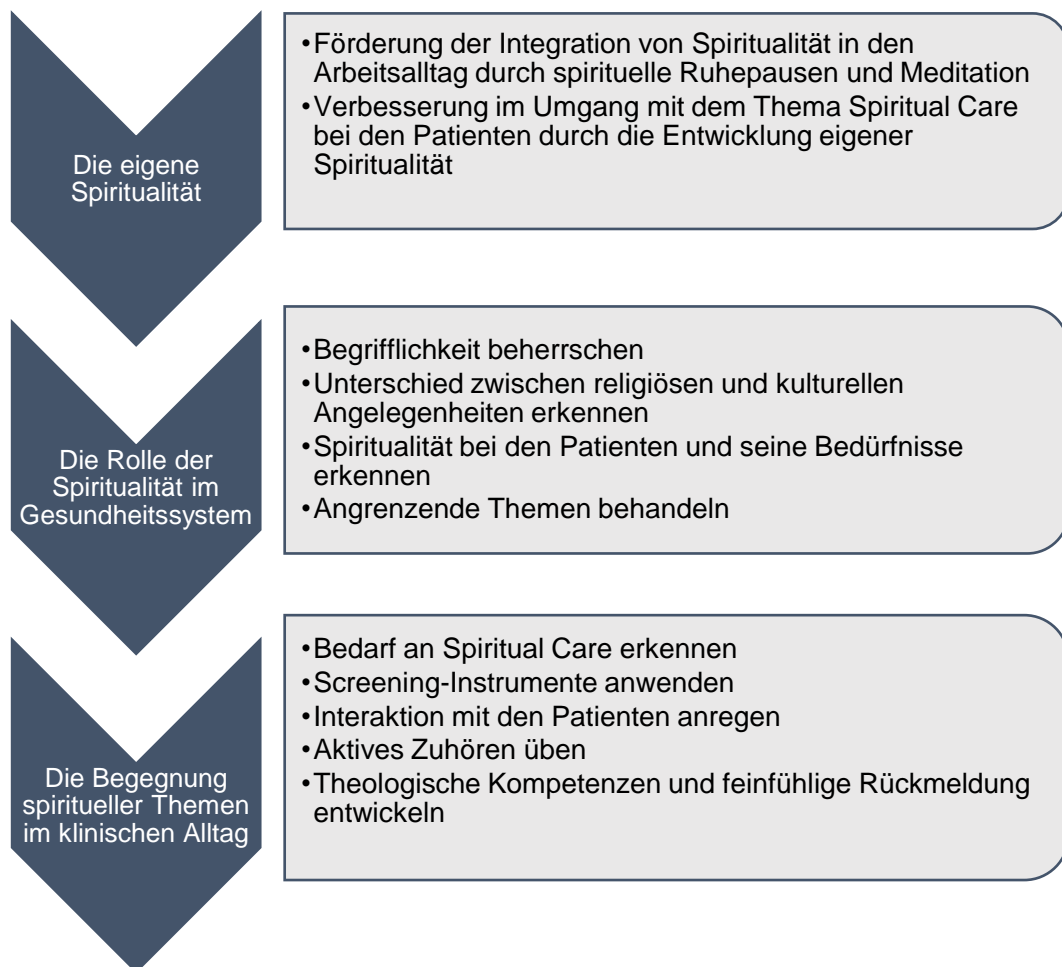 Die eigene
Spiritualität
•Förderung der Integration von Spiritualität in den
Arbeitsalltag durch spirituelle Ruhepausen und Meditation
•Verbesserung im Umgang mit dem Thema Spiritual Care
bei den Patienten durch die Entwicklung eigener
Spiritualität
Die Rolle der
Spiritualität im
Gesundheitssystem
•Begrifflichkeit beherrschen
•Unterschied zwischen religiösen und kulturellen
Angelegenheiten erkennen
•Spiritualität bei den Patienten und seine Bedürfnisse
erkennen
•Angrenzende Themen behandeln
Die Begegnung
spiritueller Themen
im klinischen Alltag
•Bedarf an Spiritual Care erkennen
•Screening-Instrumente anwenden
•Interaktion mit den Patienten anregen
•Aktives Zuhören üben
•Theologische Kompetenzen und feinfühlige Rückmeldung
entwickeln